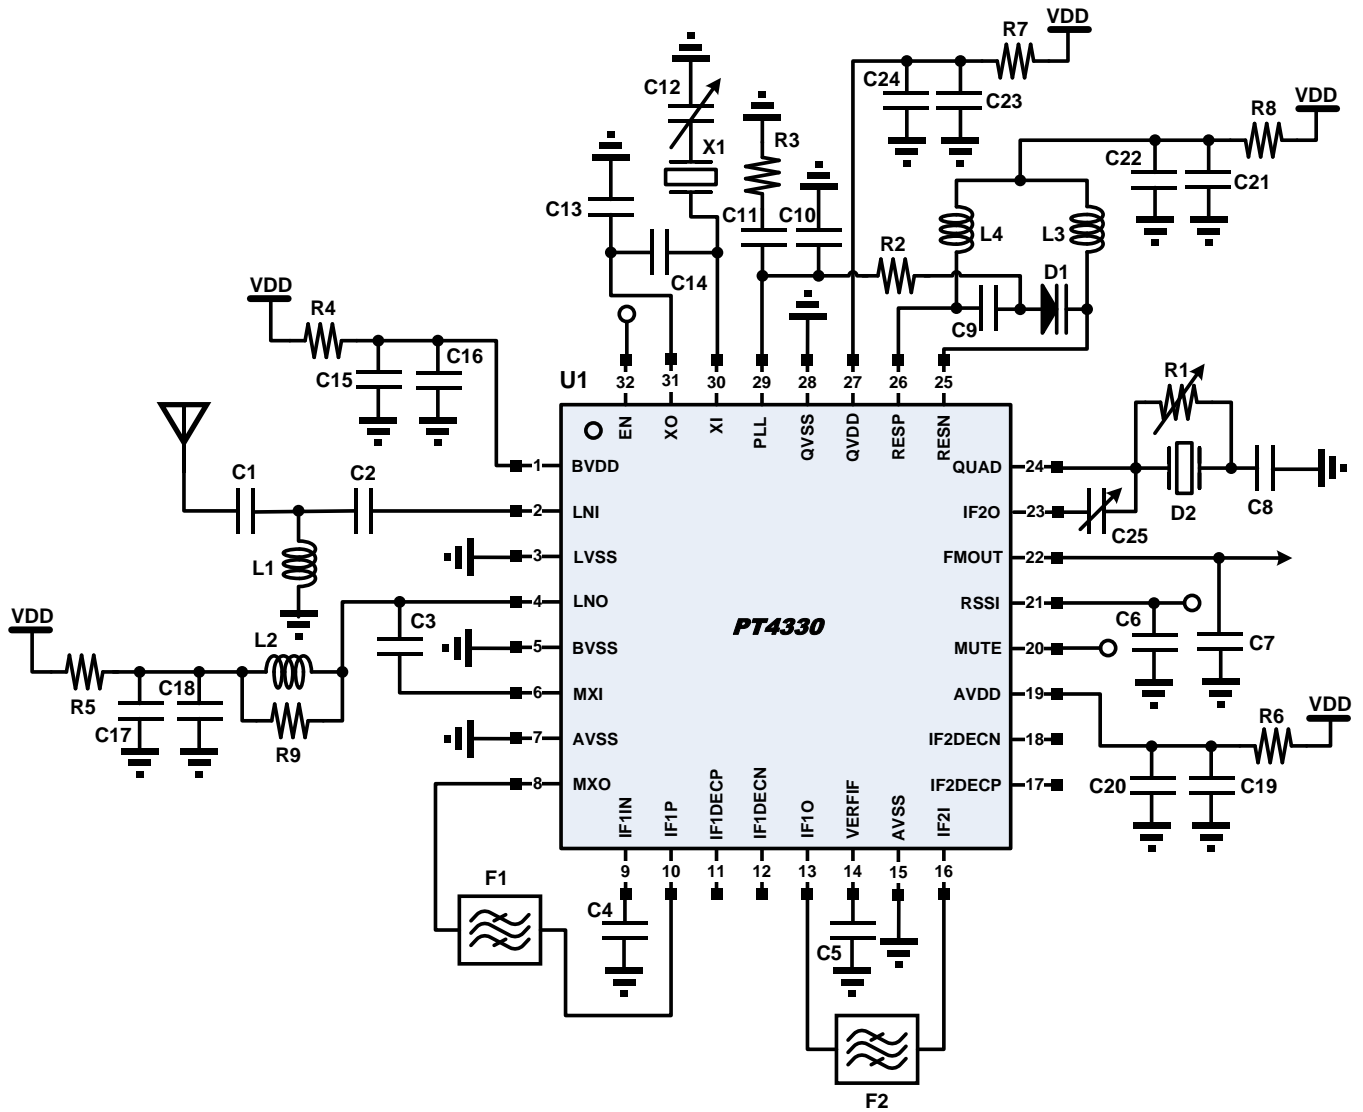 VDD
R7
C24
C23
C12
X1
R3
VDD
R8
C22
C21
C13
C14
C11
C10
R2
L4
L3
D1
C9
VDD
R4
C15
C16
U1
32
31
30
29
28
27
26
25
EN
XO
XI
PLL
QVSS
QVDD
RESP
RESN
R1
C1
C2
L1
1
BVDD
2
LNI
3
LVSS
4
LNO
5
BVSS
6
MXI
7
AVSS
8
MXO
QUAD
24
IF2O
23
FMOUT
22
RSSI
21
MUTE
20
AVDD
19
IF2DECN
18
IF2DECP
17
D2
C8
C25
C6
C7
PT4330
VDD
R5
L2
C3
C17
C18
R9
VDD
R6
C20
C19
IF1IN
IF1P
IF1DECP
IF1DECN
IF1O
VERFIF
AVSS
IF2I
9
10
11
12
13
14
15
16
F1
C4
C5
F2